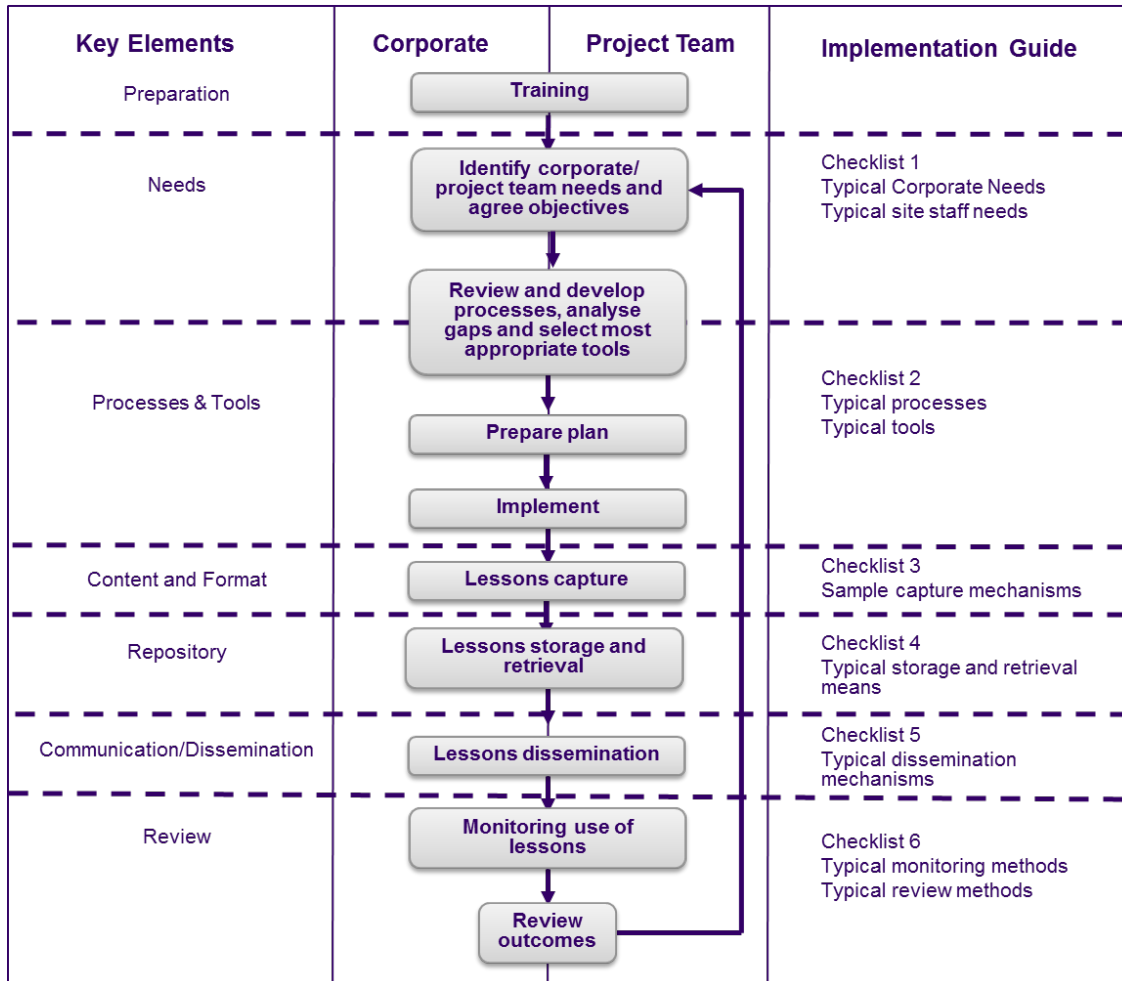 Key Elements
Corporate
Project Team
Implementation Guide
Preparation
Training
Needs
Identify corporate/
project team needs and
agree objectives
Checklist 1
Typical Corporate Needs
Typical site staff needs
Review and develop
processes, analyse
gaps and select most
appropriate tools
Processes & Tools
Checklist 2
Typical processes
Typical tools
Prepare plan
Implement
Content and Format
Lessons capture
Checklist 3
Sample capture mechanisms
Repository
Lessons storage and
retrieval
Checklist 4
Typical storage and retrieval
means
Communication/Dissemination
Lessons dissemination
Checklist 5
Typical dissemination
mechanisms
Review
Monitoring use of
lessons
Checklist 6
Typical monitoring methods
Typical review methods
Review
outcomes